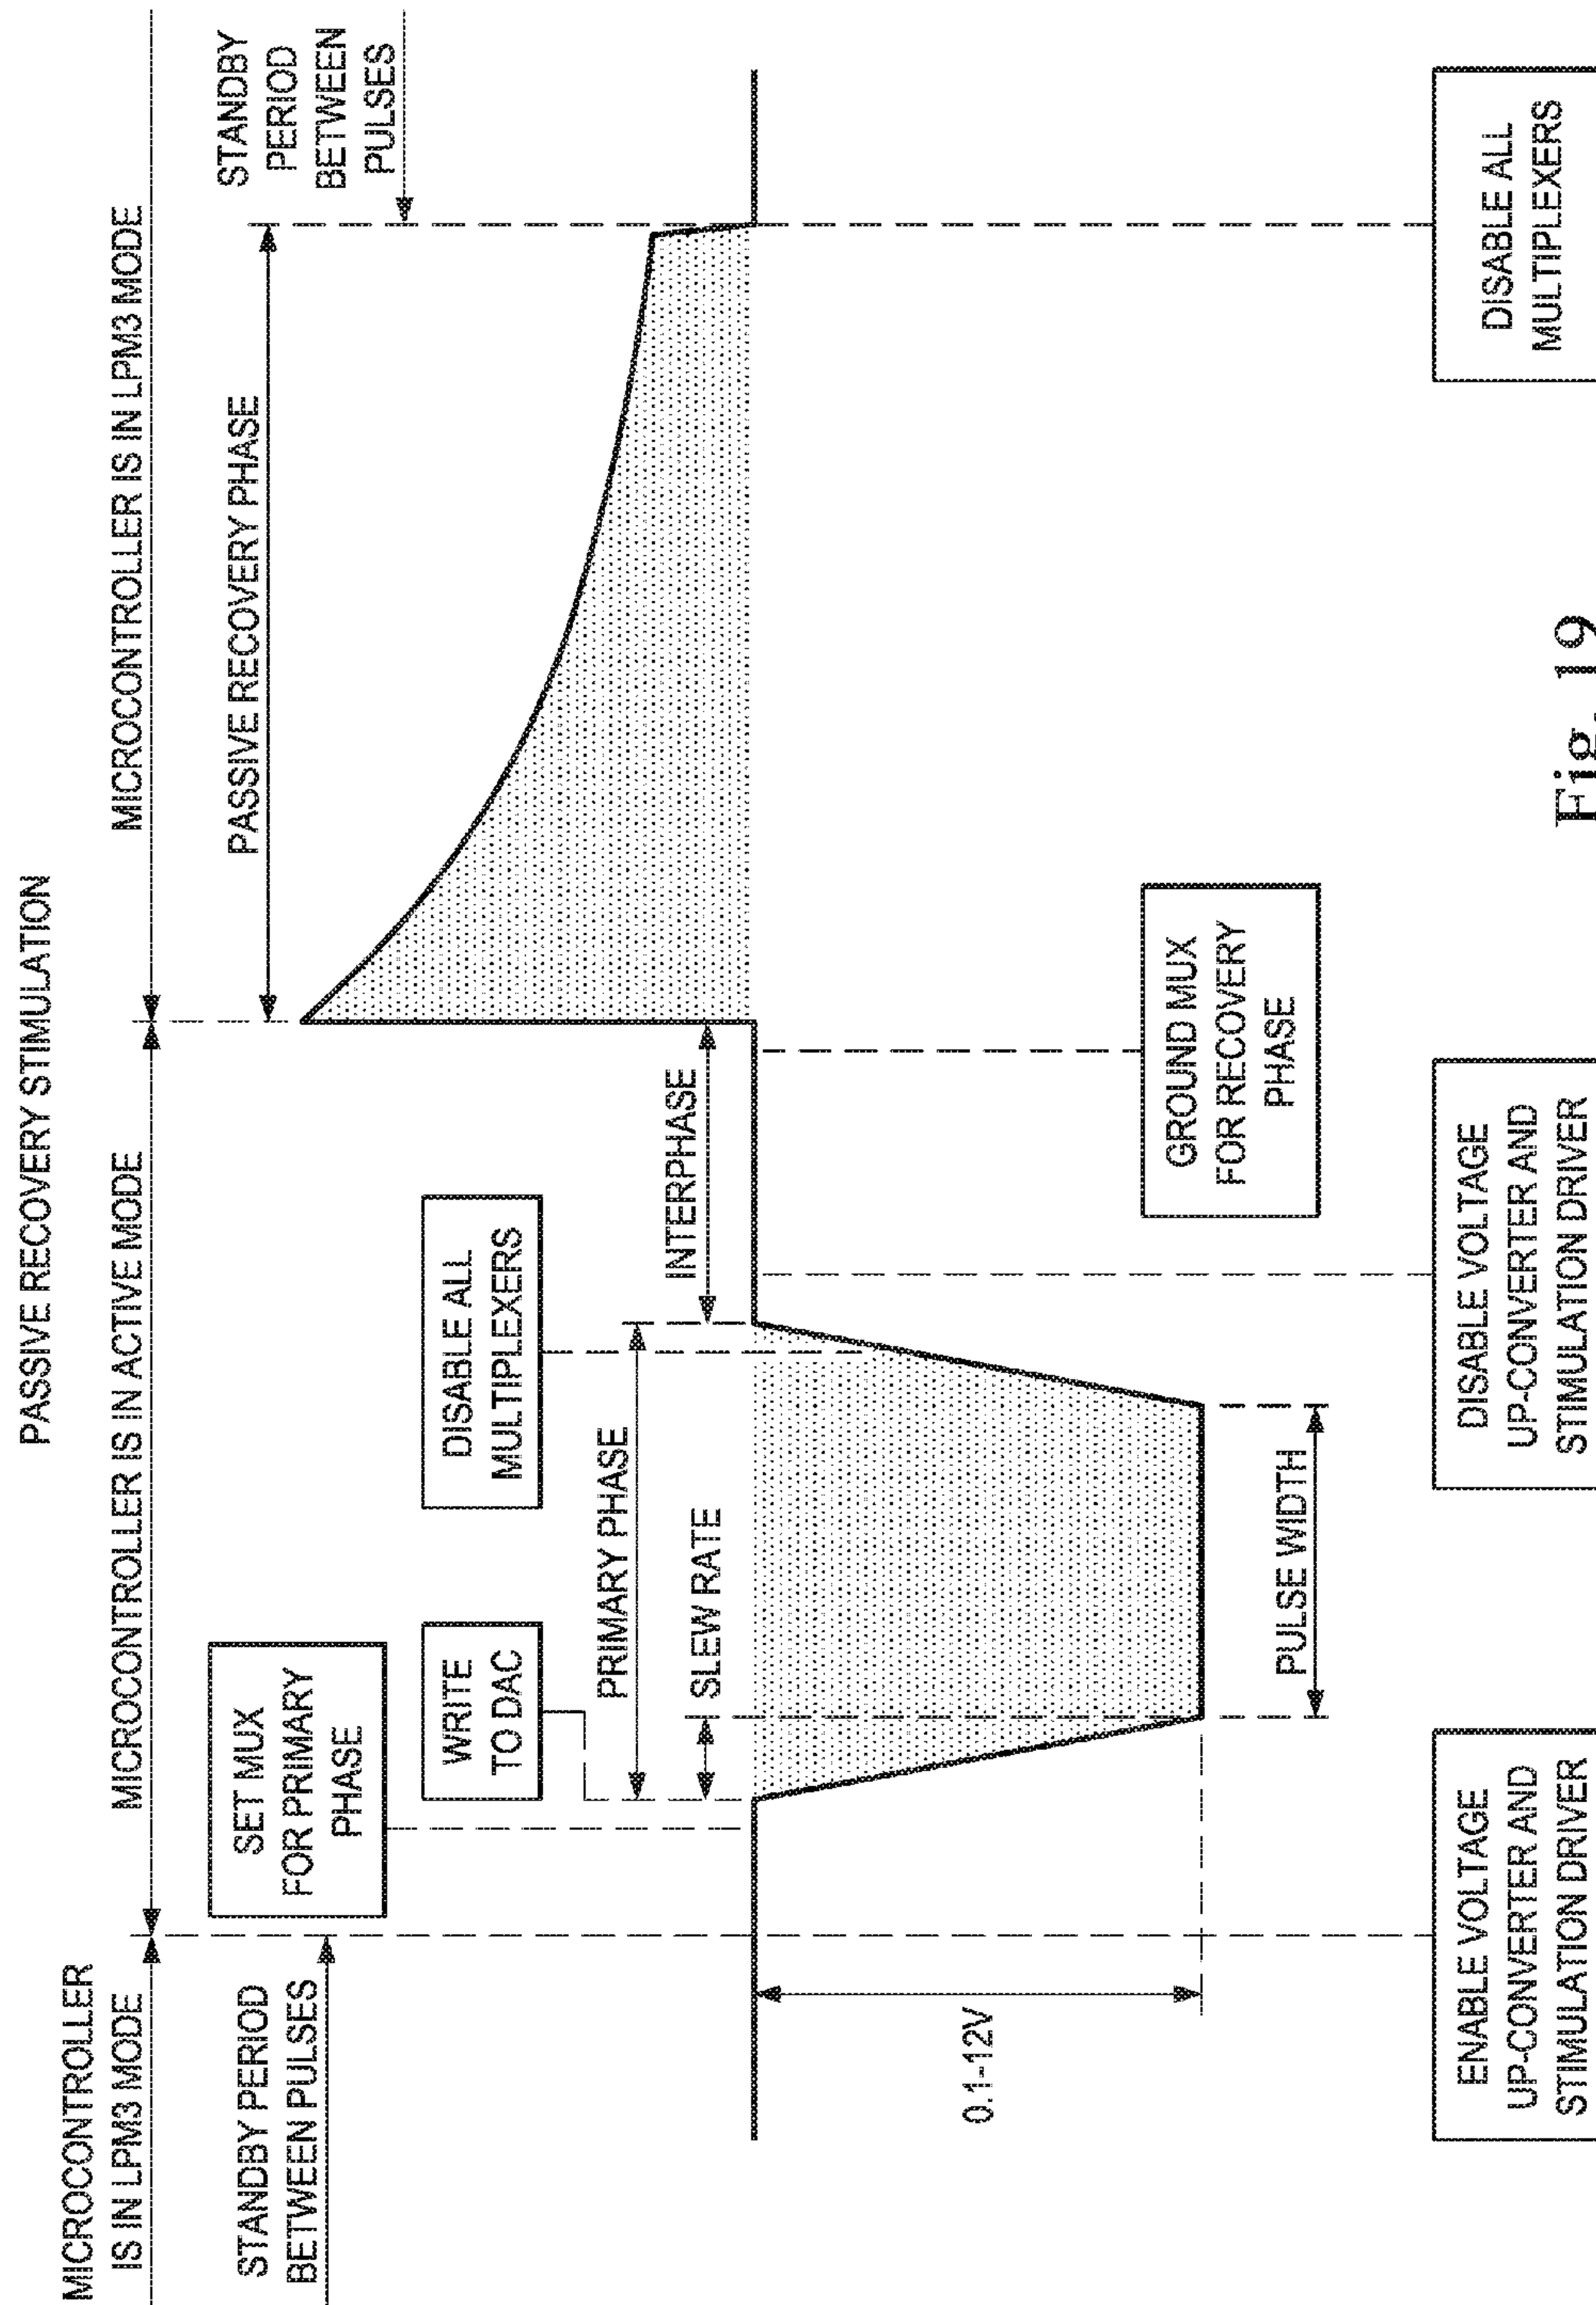 PASSIVE RECOVERY STIMULATION
MICROCONTROLLER
IS IN LPM3 MODE
MICROCONTROLLER IS IN ACTIVE MODE
MICROCONTROLLER IS IN LPM3 MODE
STANDBY PERIOD
BETWEEN PULSES
SET MUX
FOR PRIMARY
PHASE
PASSIVE RECOVERY PHASE
STANDBY
PERIOD
BETWEEN
PULSES
WRITE
TO DAC
DISABLE ALL
MULTIPLEXERS
PRIMARY PHASE
SLEW RATE
INTERPHASE
0.1-12V
PULSE WIDTH
GROUND MUX
FOR RECOVERY
PHASE
ENABLE VOLTAGE
UP-CONVERTER AND
STIMULATION DRIVER
DISABLE VOLTAGE
UP-CONVERTER AND
STIMULATION DRIVER
DISABLE ALL
MULTIPLEXERS
Fig. 19